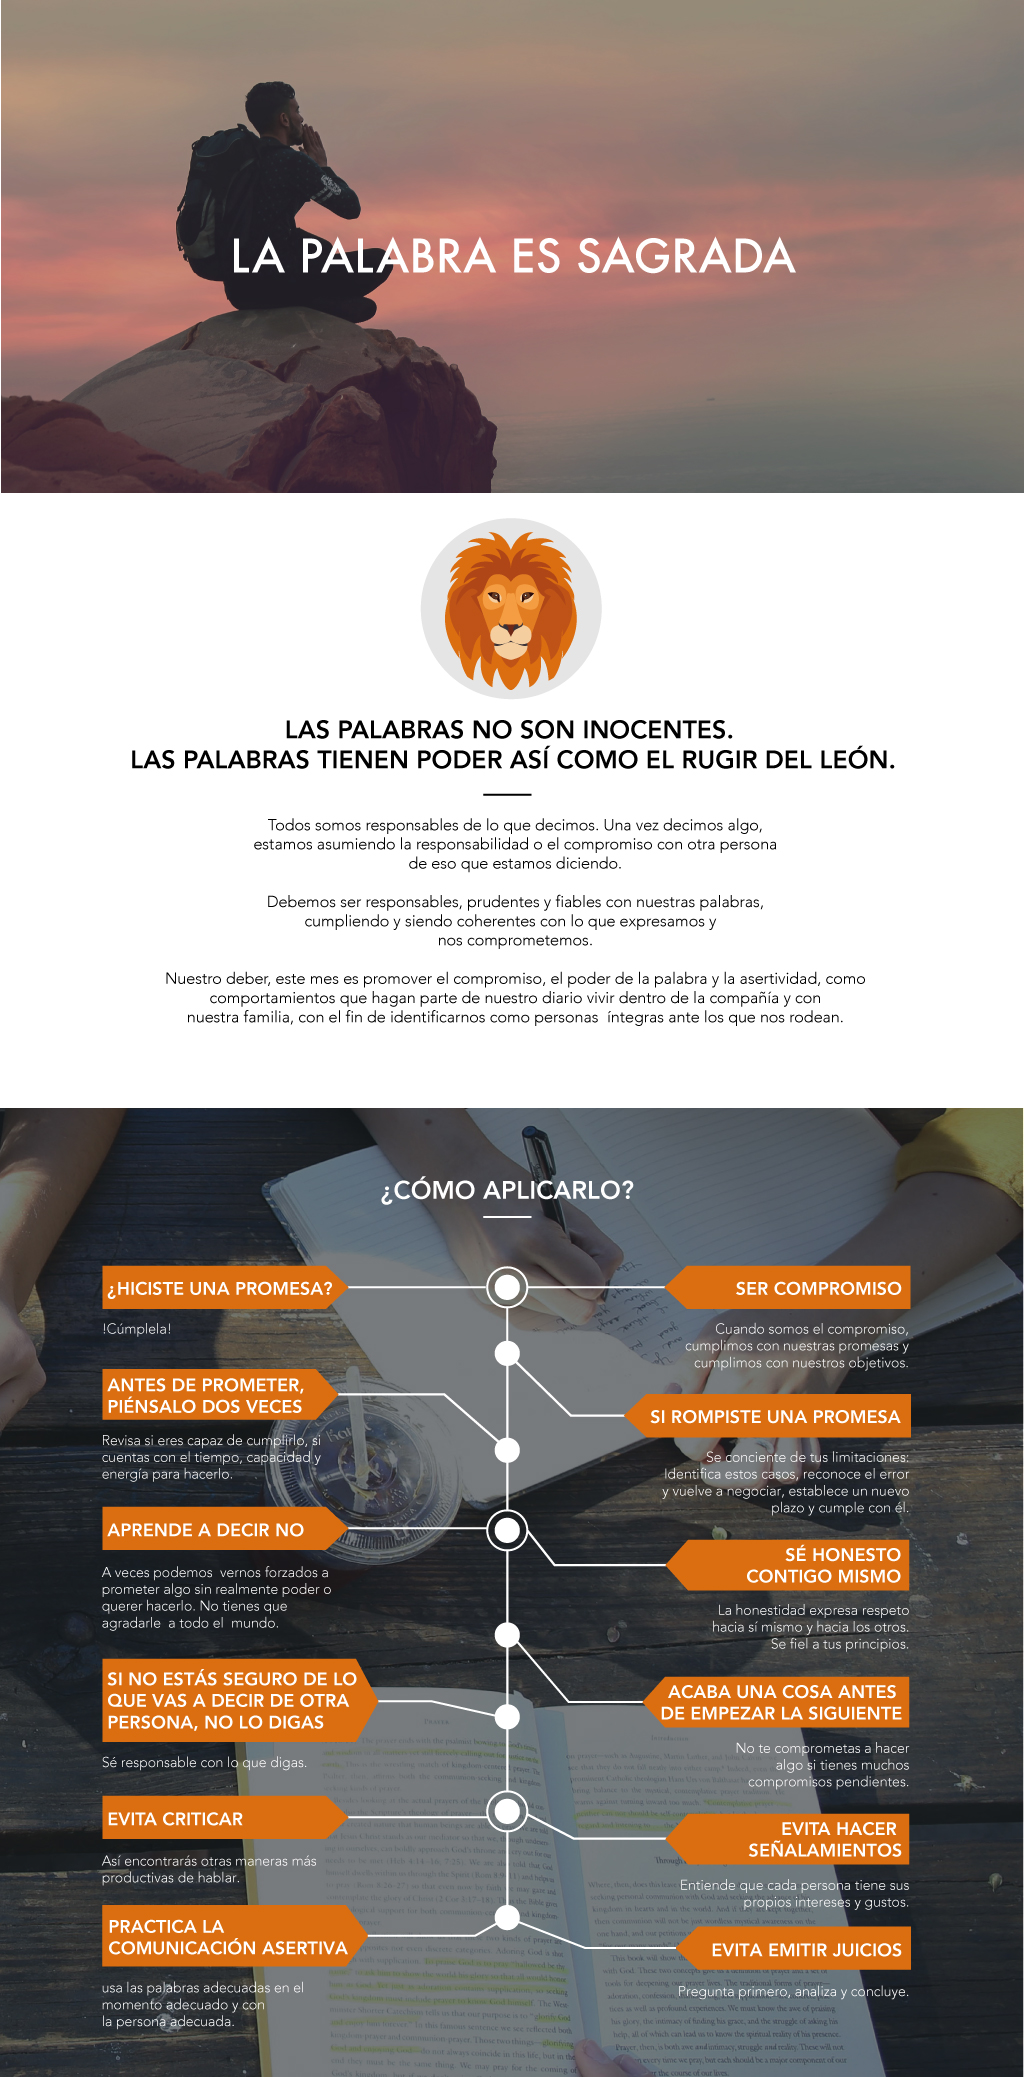 LA PALABRA ES SAGRADA
LAS PALABRAS NO SON INOCENTES.
LAS PALABRAS TIENEN PODER ASÍ COMO EL RUGIR DEL LEÓN.
Todos somos responsables de lo que decimos. Una vez decimos algo,
estamos asumiendo la responsabilidad o el compromiso con otra persona
de eso que estamos diciendo.
Debemos ser responsables, prudentes y fiables con nuestras palabras,
cumpliendo y siendo coherentes con lo que expresamos y
nos comprometemos.
Nuestro deber, este mes es promover el compromiso, el poder de la palabra y la asertividad, como
comportamientos que hagan parte de nuestro diario vivir dentro de la compañía y con
nuestra familia, con el fin de identificarnos como personas  íntegras ante los que nos rodean.
¿CÓMO APLICARLO?
¿HICISTE UNA PROMESA?
!Cúmplela!
SER COMPROMISO
Cuando somos el compromiso,
cumplimos con nuestras promesas y
cumplimos con nuestros objetivos.
ANTES DE PROMETER,
PIÉNSALO DOS VECES
Revisa si eres capaz de cumplirlo, si
cuentas con el tiempo, capacidad y
energía para hacerlo.
SI ROMPISTE UNA PROMESA
Se conciente de tus limitaciones:
Identifica estos casos, reconoce el error
y vuelve a negociar, establece un nuevo
plazo y cumple con él.
APRENDE A DECIR NO
A veces podemos  vernos forzados a
prometer algo sin realmente poder o
querer hacerlo. No tienes que
agradarle  a todo el  mundo.
SÉ HONESTO
CONTIGO MISMO
La honestidad expresa respeto
hacia sí mismo y hacia los otros.
Se fiel a tus principios.
SI NO ESTÁS SEGURO DE LO
QUE VAS A DECIR DE OTRA
PERSONA, NO LO DIGAS
Sé responsable con lo que digas.
ACABA UNA COSA ANTES
DE EMPEZAR LA SIGUIENTE
No te comprometas a hacer
algo si tienes muchos
compromisos pendientes.
EVITA CRITICAR
Así encontrarás otras maneras más
productivas de hablar.
EVITA HACER
SEÑALAMIENTOS
Entiende que cada persona tiene sus
propios intereses y gustos.
PRACTICA LA
COMUNICACIÓN ASERTIVA
usa las palabras adecuadas en el
momento adecuado y con
la persona adecuada.
EVITA EMITIR JUICIOS
Pregunta primero, analiza y concluye.